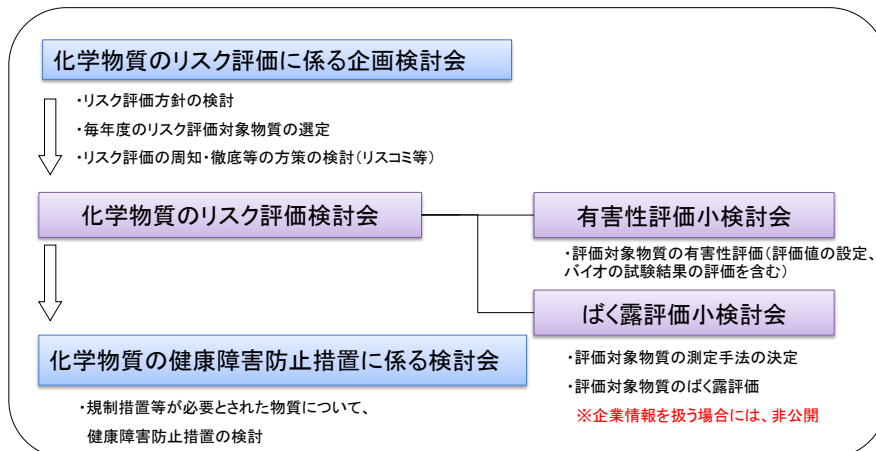 化学物質のリスク評価に係る企画検討会
・リスク評価方針の検討
・毎年度のリスク評価対象物質の選定
・リスク評価の周知・徹底等の方策の検討(リスコミ等)
化学物質のリスク評価検討会
有害性評価小検討会
・評価対象物質の有害性評価(評価値の設定、
バイオの試験結果の評価を含む)
ばく露評価小検討会
・評価対象物質の測定手法の決定
・評価対象物質のばく露評価
※企業情報を扱う場合には、非公開
化学物質の健康障害防止措置に係る検討会
・規制措置等が必要とされた物質について、
健康障害防止措置の検討